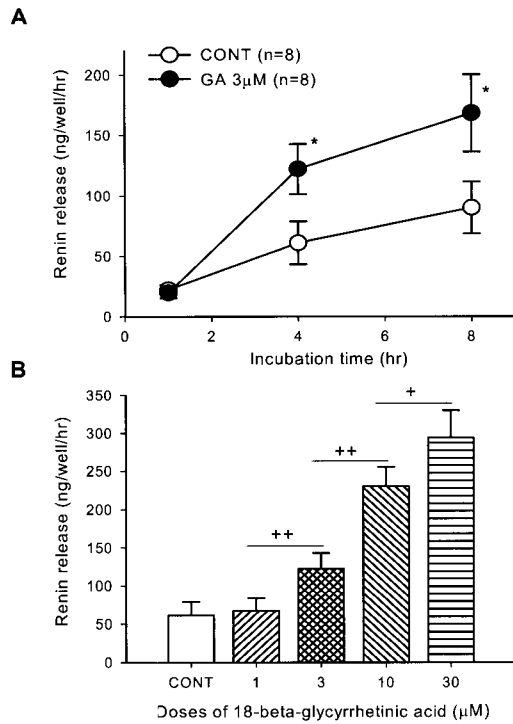 A
CONT (n=8)
GA 3μM (n=8)
Renin release (ng/well/hr)
200
150
100
50
0
*
*
0 2 4 6 8
Incubation time (hr)
B
Renin release (ng/well/hr)
350
300
250
200
150
100
50
0
+
++
++
CONT 1 3 10 30
Doses of 18-beta-glycyrrhetinic acid (μM)